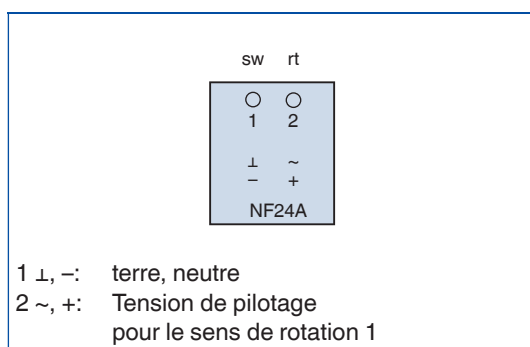 sw rt
1 2
⊥ ~
– +
NF24A
1 ⊥, –: terre, neutre
2 ~, +: Tension de pilotage
pour le sens de rotation 1